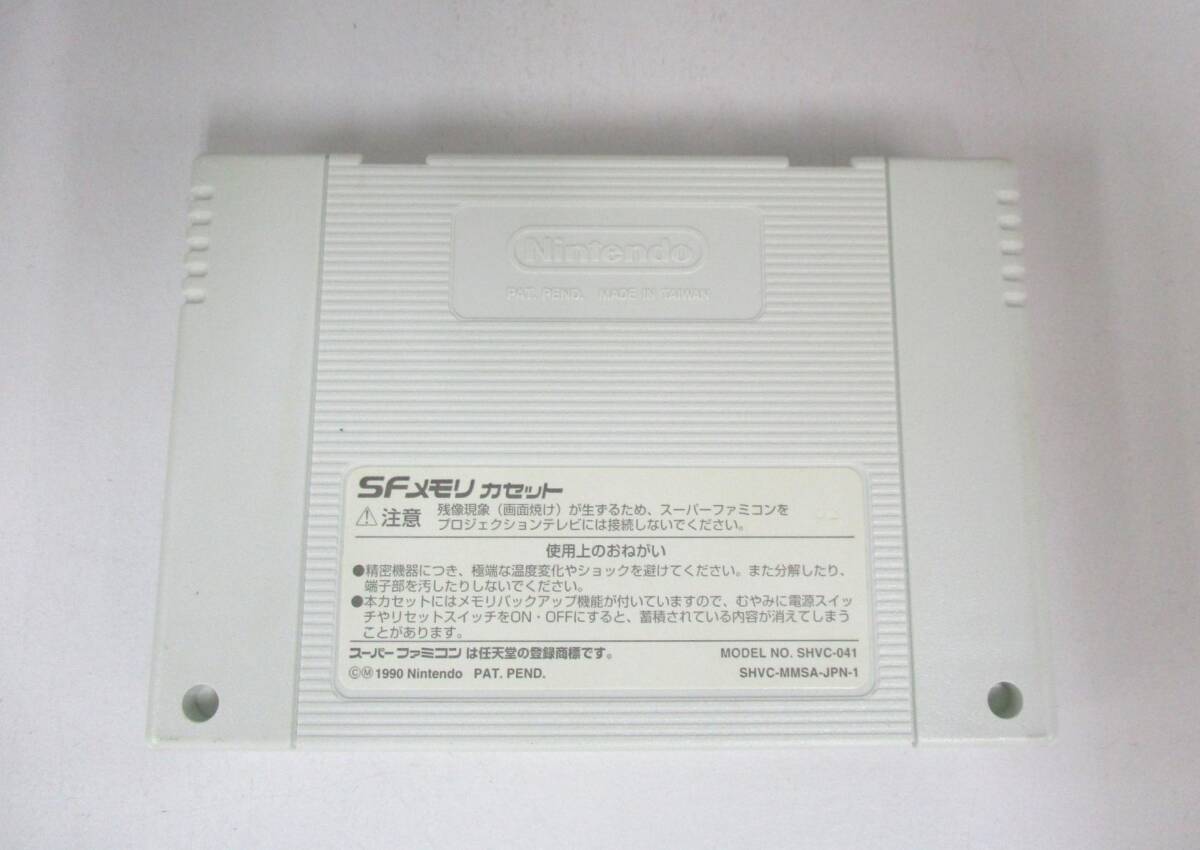 Nintendo
PAT. PEND. MADE IN TAIWAN
SFメモリ カセット
⚠注意 残像現象（画面焼け）が生ずるため、スーパーファミコンを
プロジェクションテレビには接続しないでください。
使用上のおねがい
●精密機器につき、極端な温度変化やショックを避けてください。また分解したり、
端子部を汚したりしないでください。
●本カセットにはメモリバックアップ機能が付いていますので、むやみに電源スイッ
チやリセットスイッチをON・OFFにすると、蓄積されている内容が消えてしまう
ことがあります。
スーパーファミコンは任天堂の登録商標です。 MODEL NO. SHVC-041
©Ⓜ1990 Nintendo PAT. PEND. SHVC-MMSA-JPN-1